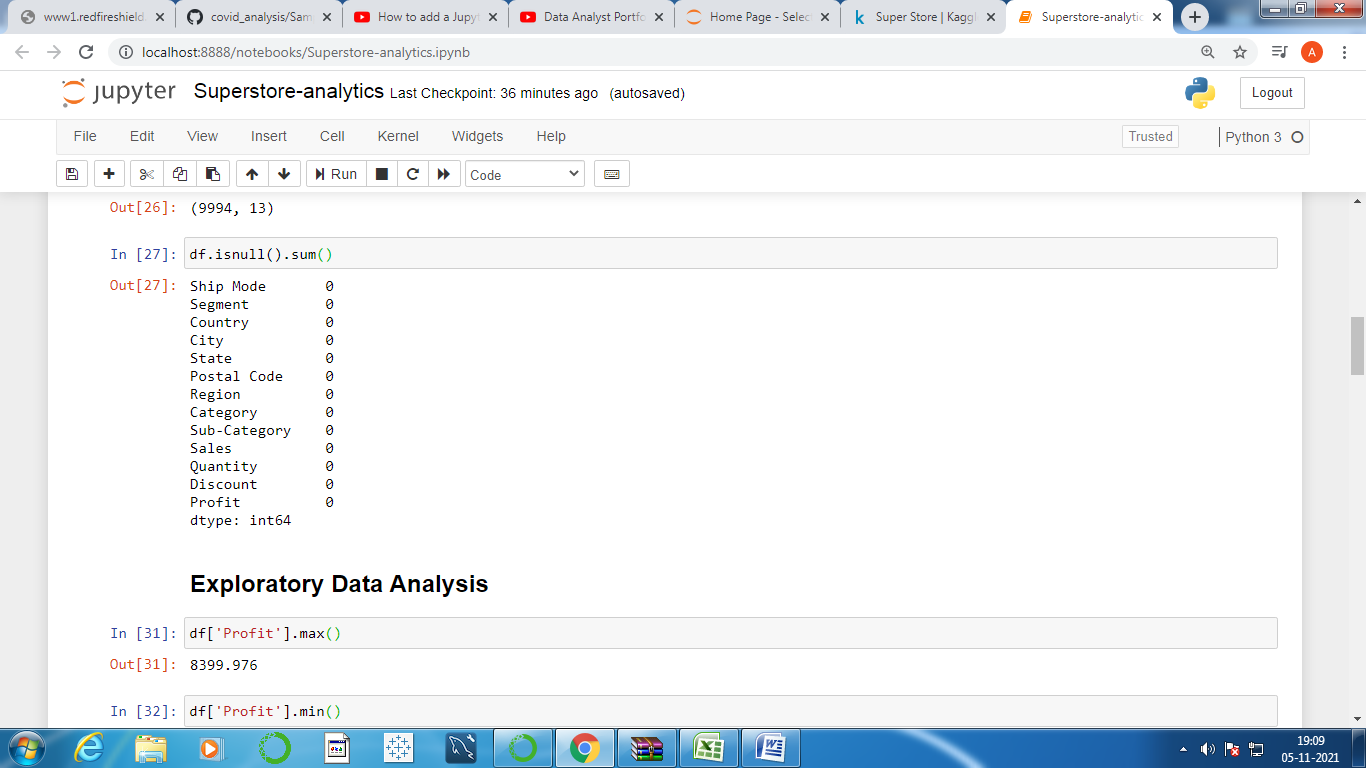 www1.redfireshield.
covid_analysis/Sam
How to add a Jupyt
Data Analyst Portfo
Home Page - Select
Super Store | Kaggl
Superstore-analytic
localhost:8888/notebooks/Superstore-analytics.ipynb
A
jupyter Superstore-analytics Last Checkpoint: 36 minutes ago (autosaved)
Logout
File Edit View Insert Cell Kernel Widgets Help
Trusted
Python 3
Run
Code
Out[26]: (9994, 13)
In [27]: df.isnull().sum()
Out[27]: Ship Mode 0
Segment 0
Country 0
City 0
State 0
Postal Code 0
Region 0
Category 0
Sub-Category 0
Sales 0
Quantity 0
Discount 0
Profit 0
dtype: int64
Exploratory Data Analysis
In [31]: df['Profit'].max()
Out[31]: 8399.976
In [32]: df['Profit'].min()
19:09
05-11-2021